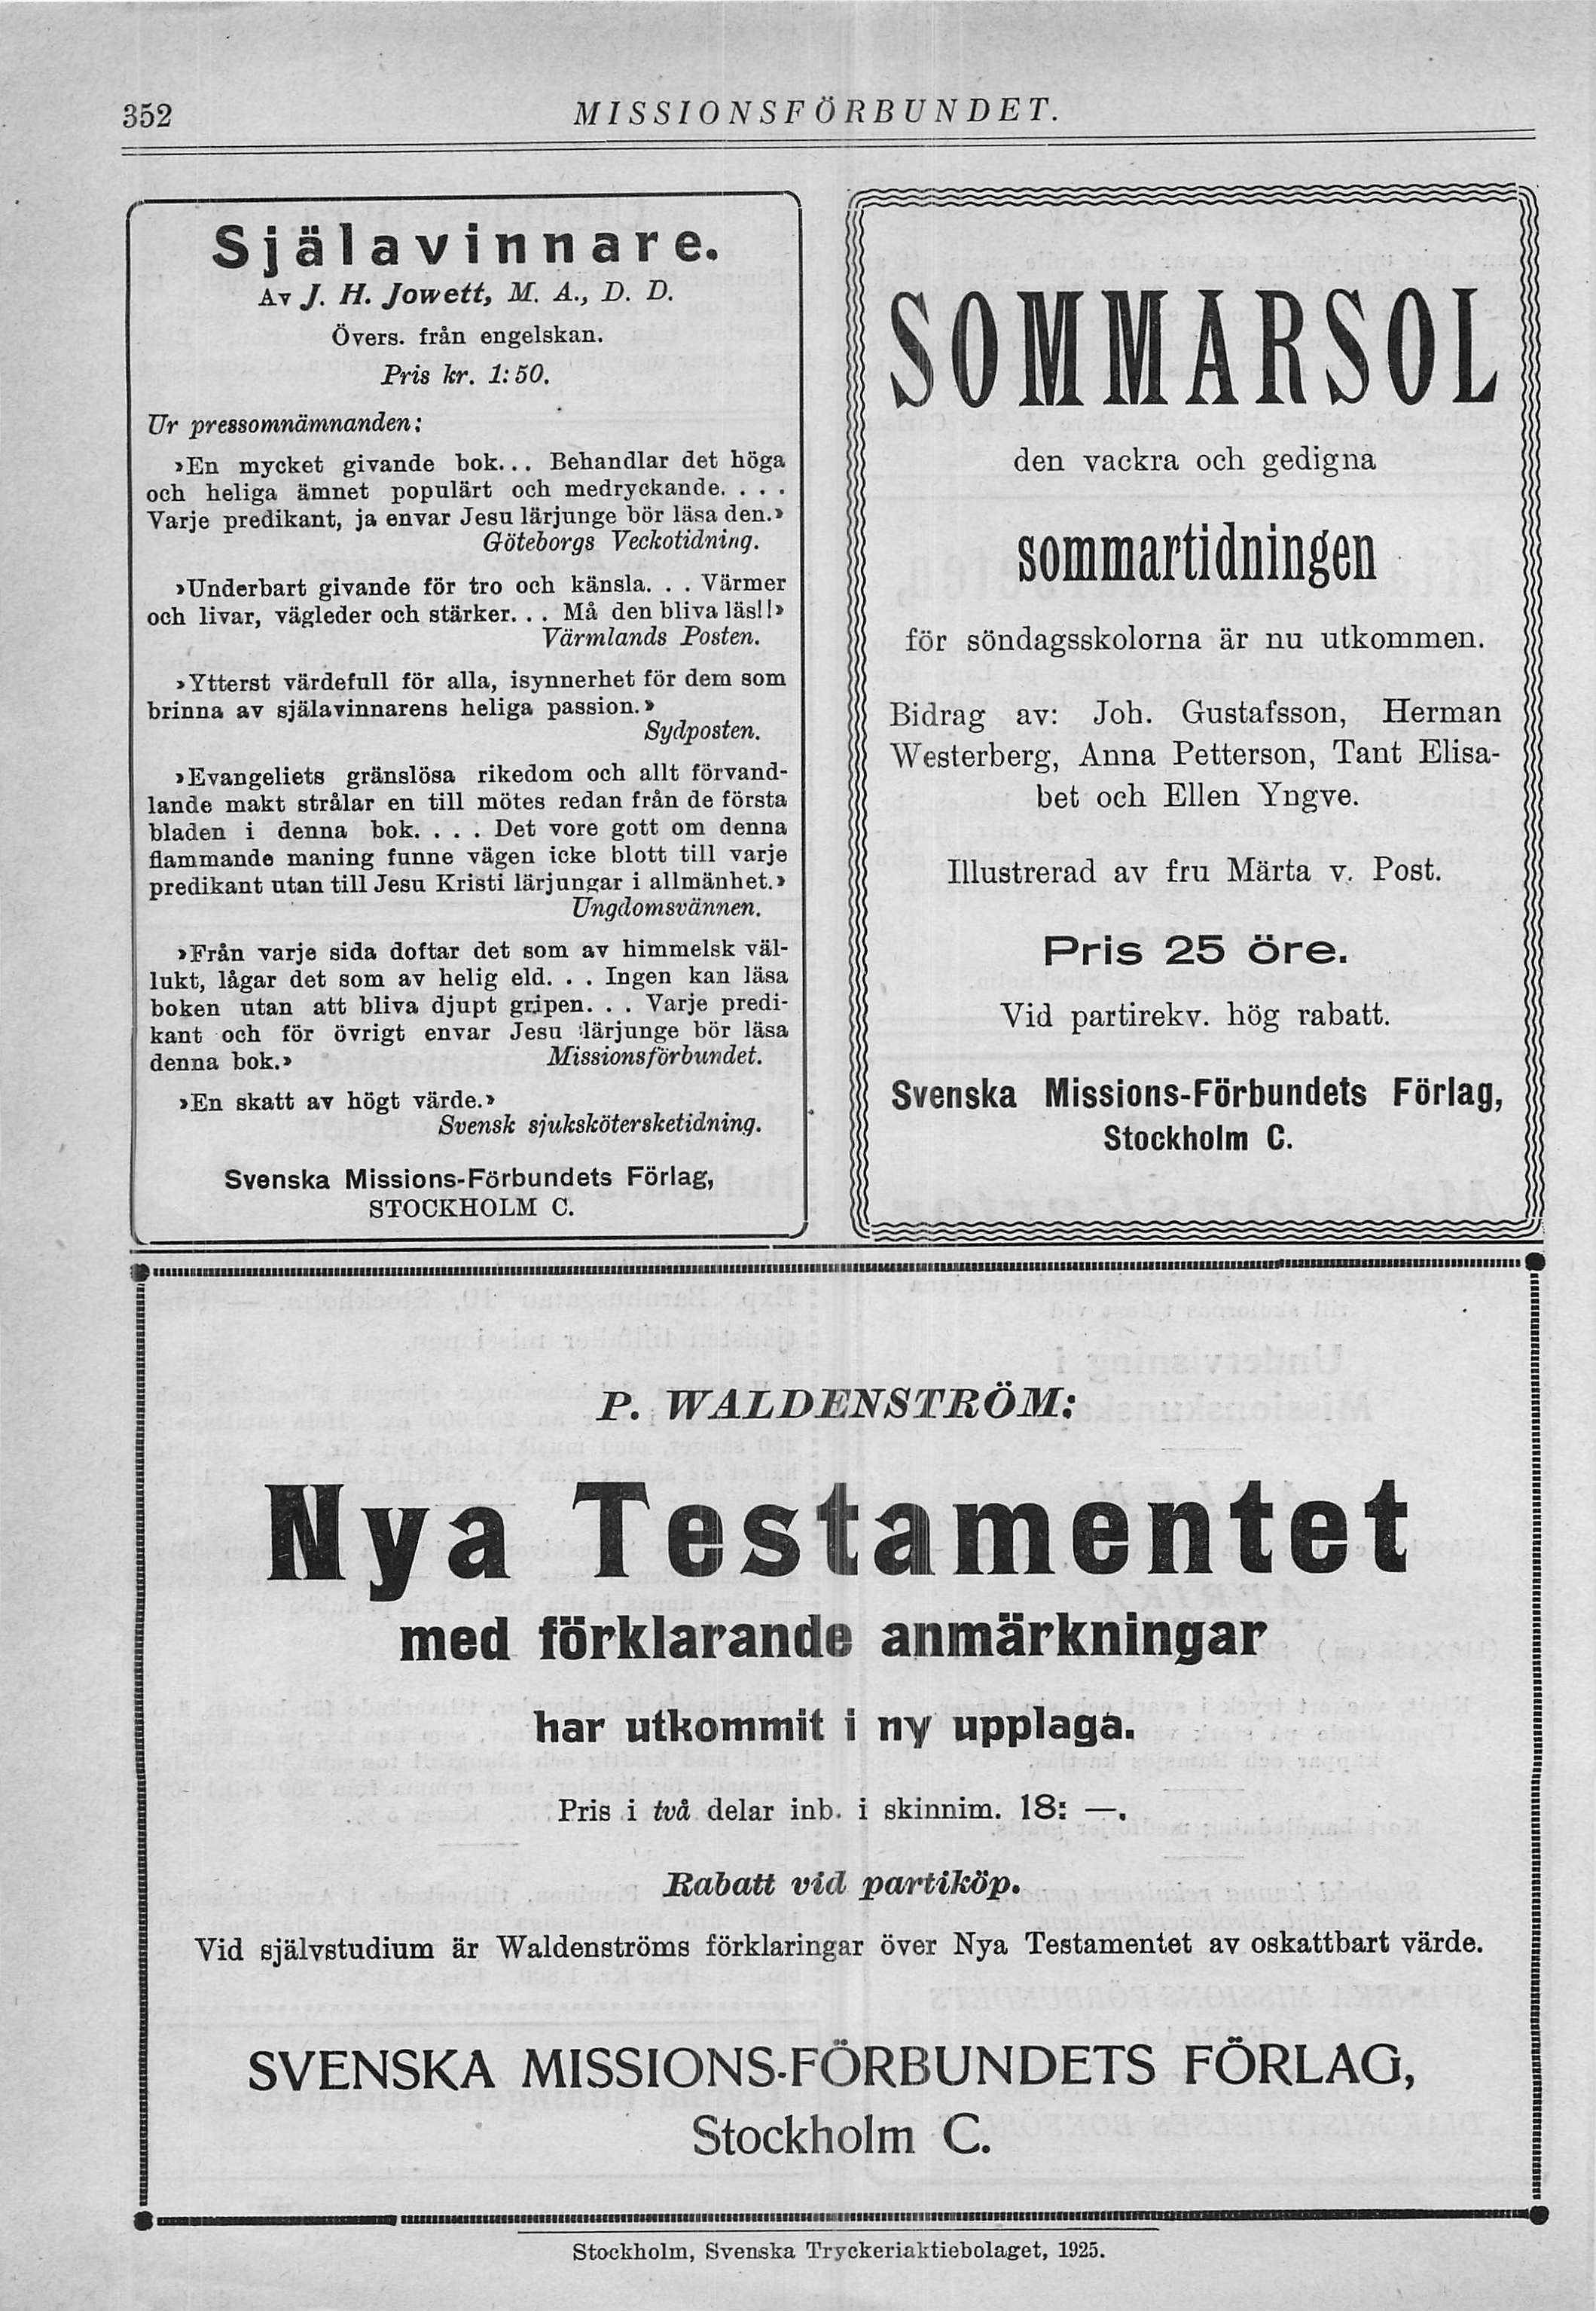 352
MISSIONSFÖRBUNDET.
Själavinnare.
Av J. H. Jowett, M. A., D. D.
Övers. från engelskan.
Pris kr. 1:50.
Ur pressomnämnanden:
»En mycket givande bok... Behandlar det höga
och heliga ämnet populärt och medryckande. . . .
Varje predikant, ja envar Jesu lärjunge bör läsa den.»
Göteborgs Veckotidning.
»Underbart givande för tro och känsla. . . Värmer
och livar, vägleder och stärker. . . Må den bliva läs!!»
Värmlands Posten.
»Ytterst värdefull för alla, isynnerhet för dem som
brinna av själavinnarens heliga passion.»
Sydposten.
»Evangeliets gränslösa rikedom och allt förvand-
lande makt strålar en till mötes redan från de första
bladen i denna bok. . . . Det vore gott om denna
flammande maning funne vägen icke blott till varje
predikant utan till Jesu Kristi lärjungar i allmänhet.»
Ungdomsvännen.
»Från varje sida doftar det som av himmelsk väl-
lukt, lågar det som av helig eld. . . Ingen kan läsa
boken utan att bliva djupt gripen. . . Varje predi-
kant och för övrigt envar Jesu lärjunge bör läsa
denna bok.» Missionsförbundet.
»En skatt av högt värde.»
Svensk sjukskötersketidning.
Svenska Missions-Förbundets Förlag,
STOCKHOLM C.
SOMMARSOL
den vackra och gedigna
sommartidningen
för söndagsskolorna är nu utkommen.
Bidrag av: Joh. Gustafsson, Herman
Westerberg, Anna Petterson, Tant Elisa-
bet och Ellen Yngve.
Illustrerad av fru Märta v. Post.
Pris 25 öre.
Vid partirekv. hög rabatt.
Svenska Missions-Förbundets Förlag,
Stockholm C.
P. WALDENSTRÖM:
Nya Testamentet
med förklarande anmärkningar
har utkommit i ny upplaga.
Pris i två delar inb. i skinnim. 18: —.
Rabatt vid partiköp.
Vid självstudium är Waldenströms förklaringar över Nya Testamentet av oskattbart värde.
SVENSKA MISSIONS-FÖRBUNDETS FÖRLAG,
Stockholm C.
Stockholm, Svenska Tryckeriaktiebolaget, 1925.